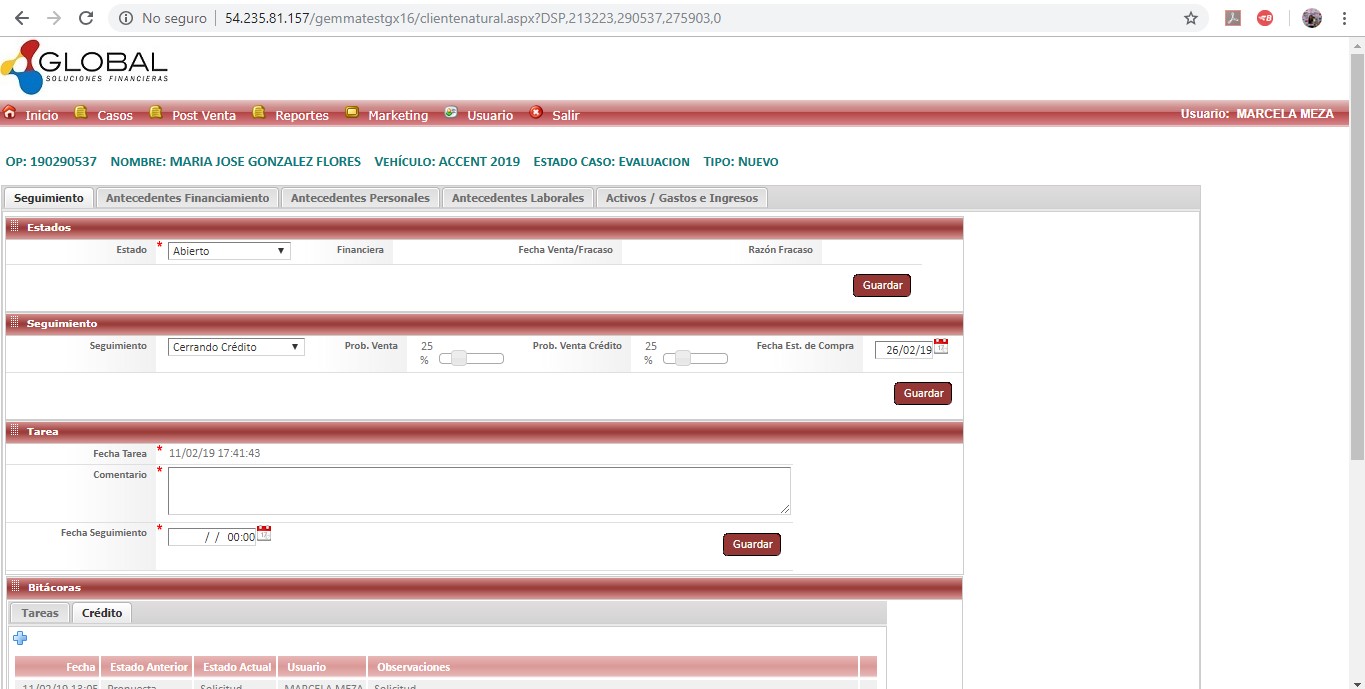 No seguro | 54.235.81.157/gemmatestgx16/clientenatural.aspx?DSP,213223,290537,275903,0
GLOBAL
SOLUCIONES FINANCIERAS
Inicio Casos Post Venta Reportes Marketing Usuario Salir Usuario: MARCELA MEZA
OP: 190290537 NOMBRE: MARIA JOSE GONZALEZ FLORES VEHÍCULO: ACCENT 2019 ESTADO CASO: EVALUACION TIPO: NUEVO
Seguimiento Antecedentes Financiamiento Antecedentes Personales Antecedentes Laborales Activos / Gastos e Ingresos
Estados
Estado * Abierto Financiera Fecha Venta/Fracaso Razón Fracaso
Guardar
Seguimiento
Seguimiento Cerrando Crédito Prob. Venta 25 % Prob. Venta Crédito 25 % Fecha Est. de Compra 26/02/19
Guardar
Tarea
Fecha Tarea * 11/02/19 17:41:43
Comentario *
Fecha Seguimiento * / / 00:00
Guardar
Bitácoras
Tareas Crédito
Fecha Estado Anterior Estado Actual Usuario Observaciones
11/02/19 13:05 Propuesta Solicitud MARCELA MEZA Solicitud